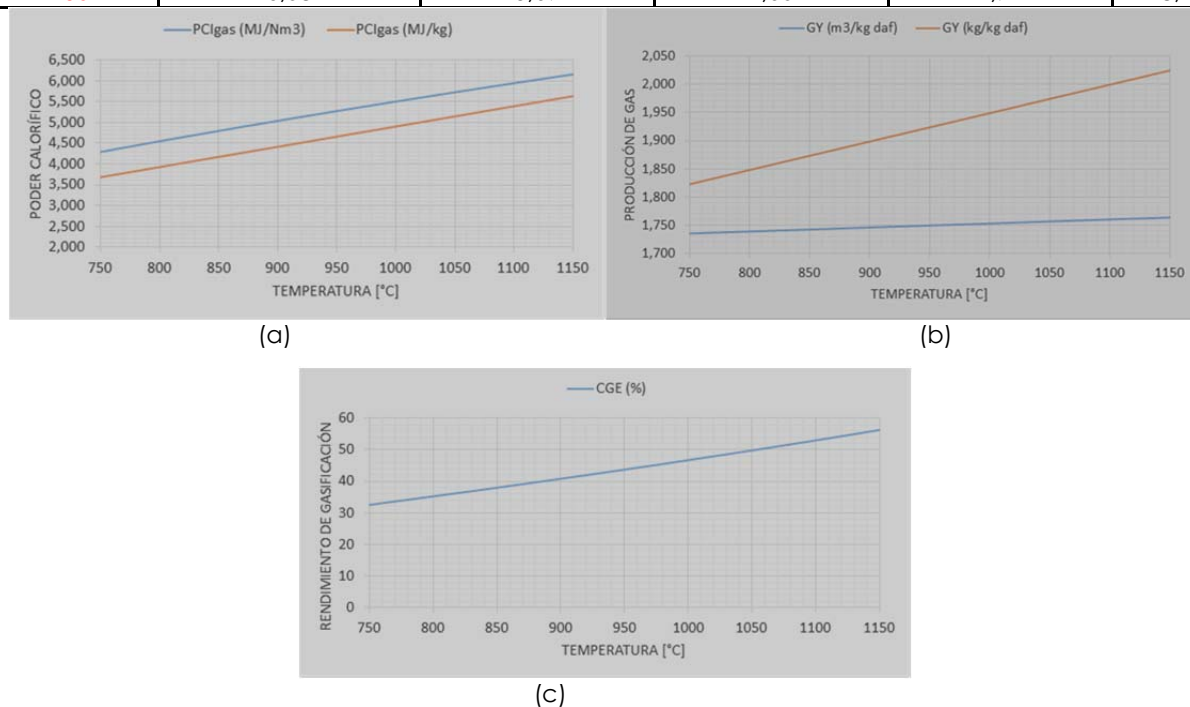 PCIgas (MJ/Nm3) PCIgas (MJ/kg)
PODER CALORÍFICO
6,500
6,000
5,500
5,000
4,500
4,000
3,500
3,000
2,500
2,000
750 800 850 900 950 1000 1050 1100 1150
TEMPERATURA [°C]
(a)
GY (m3/kg daf) GY (kg/kg daf)
PRODUCCIÓN DE GAS
2,050
2,000
1,950
1,900
1,850
1,800
1,750
1,700
750 800 850 900 950 1000 1050 1100 1150
TEMPERATURA [°C]
(b)
CGE (%)
RENDIMIENTO DE GASIFICACIÓN
60
50
40
30
20
10
0
750 800 850 900 950 1000 1050 1100 1150
TEMPERATURA [°C]
(c)